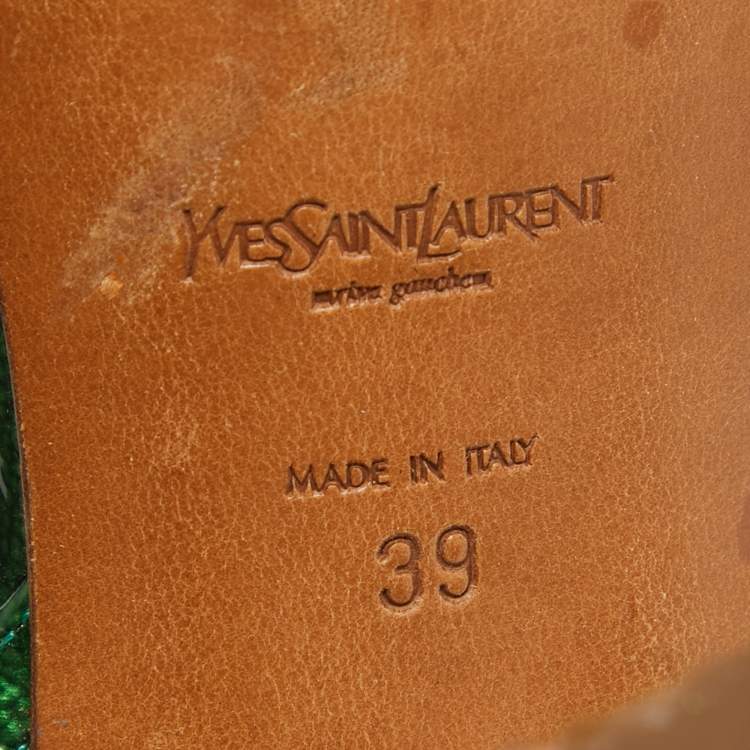 YVESSAINTLAURENT
rive gauche
MADE IN ITALY
39